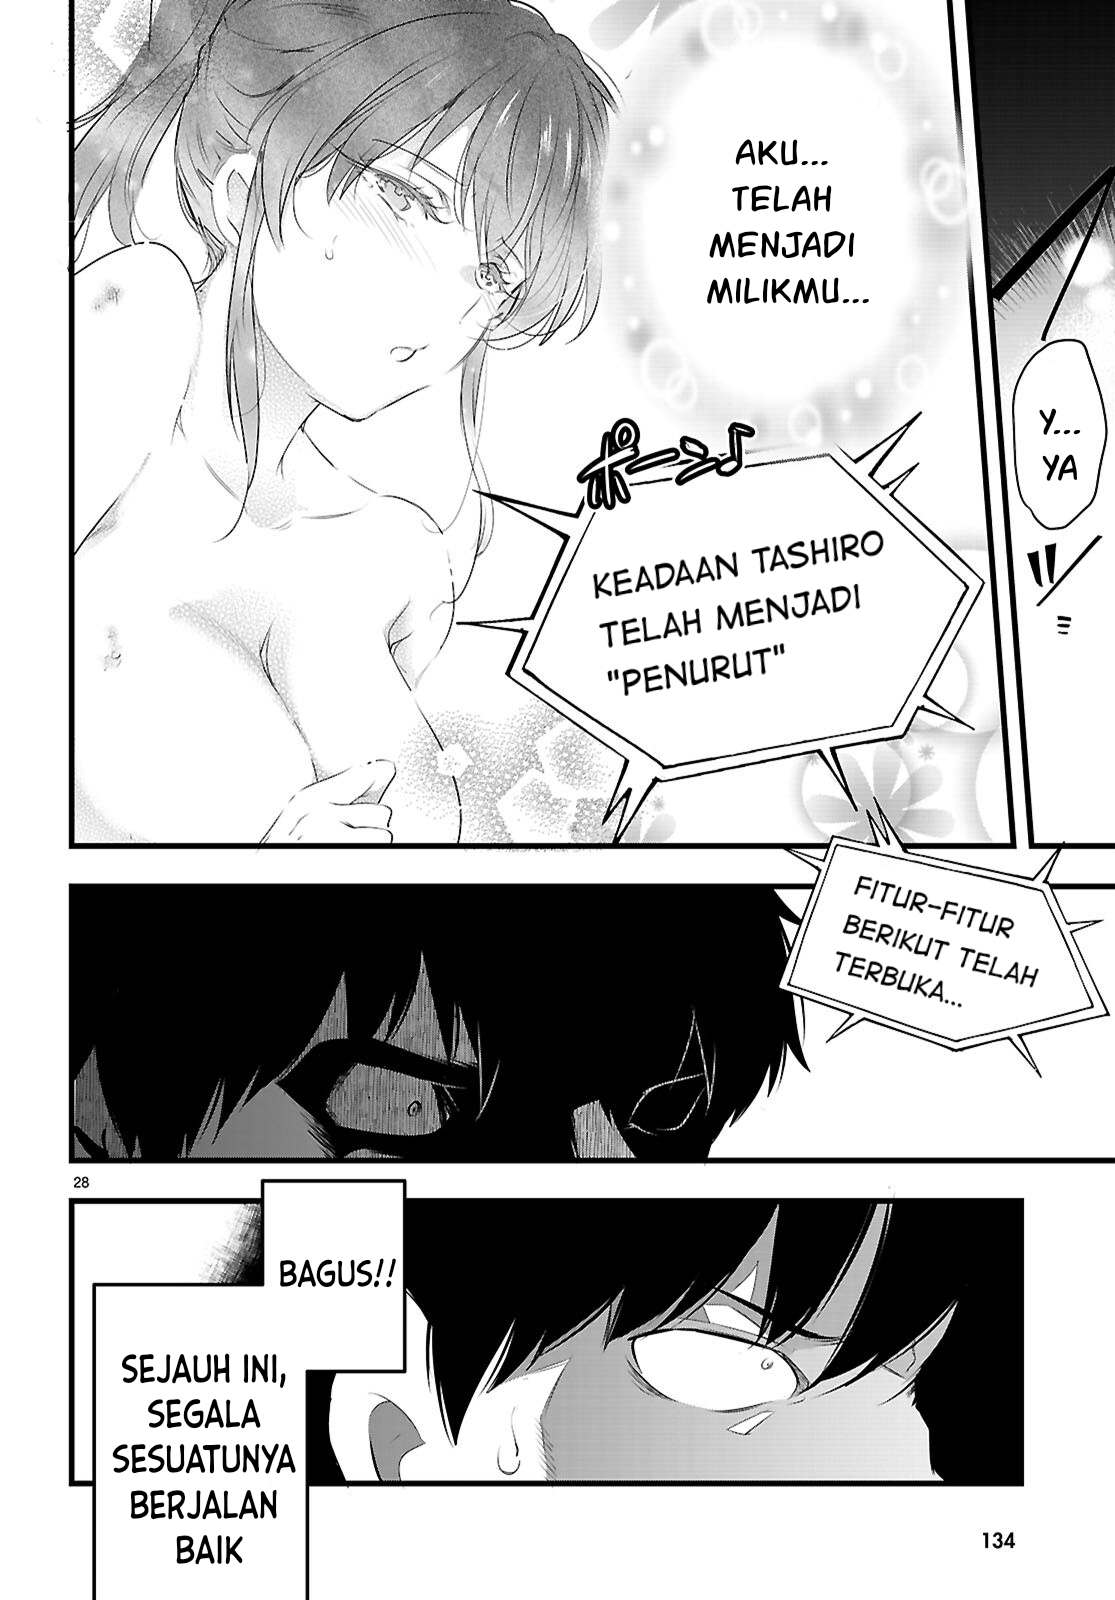 Y...
YA
AKU...
TELAH
MENJADI
MILIKMU...
ポーン♪
KEADAAN TASHIRO
TELAH MENJADI
"PENURUT"
FITUR-FITUR
BERIKUT TELAH
TERBUKA...
28
BAGUS!!
SEJAUH INI,
SEGALA
SESUATUNYA
BERJALAN
BAIK
134